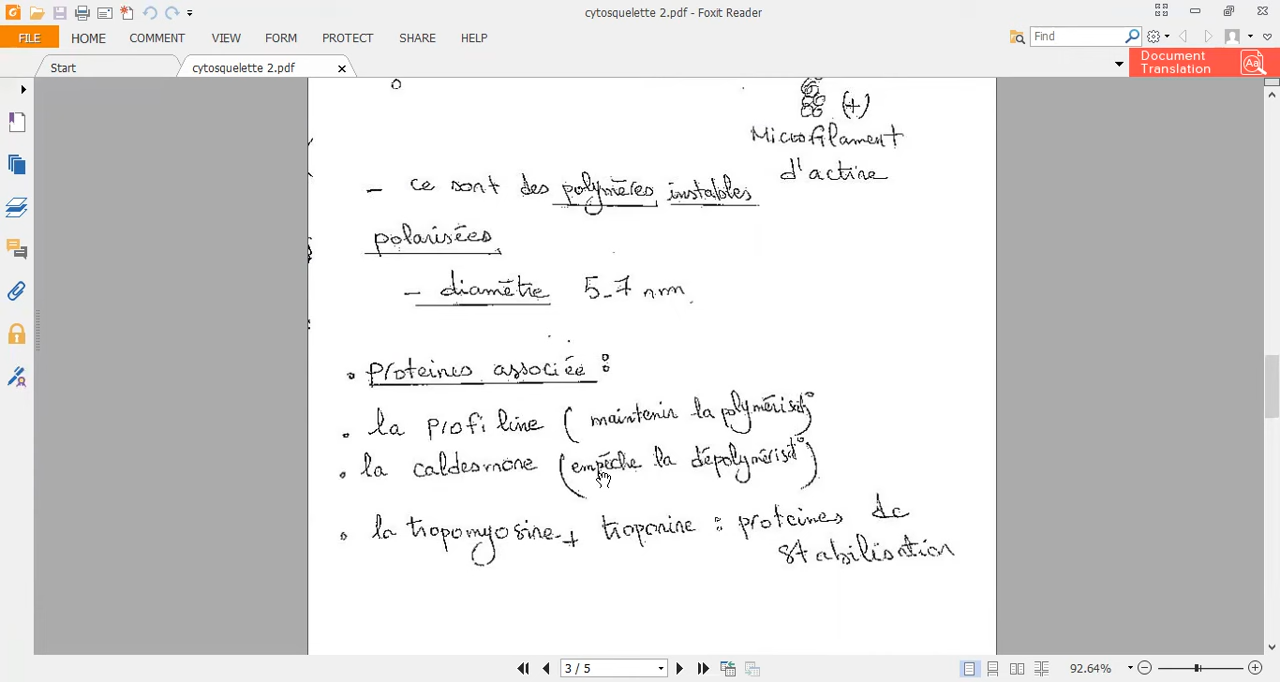 cytosquelette 2.pdf - Foxit Reader
FILE HOME COMMENT VIEW FORM PROTECT SHARE HELP
Find
Start cytosquelette 2.pdf
Document
Translation
(+)
Microfilament
d'actine
- ce sont des polymères instables
polarisées
- diamètre 5-7 nm
• Proteines associée :
• la profiline ( maintenir la polymérisat°)
• la caldesmone (empêche la dépolymérisat°)
• la tropomyosine + troponine : proteines de
stabilisation
3 / 5
92.64%